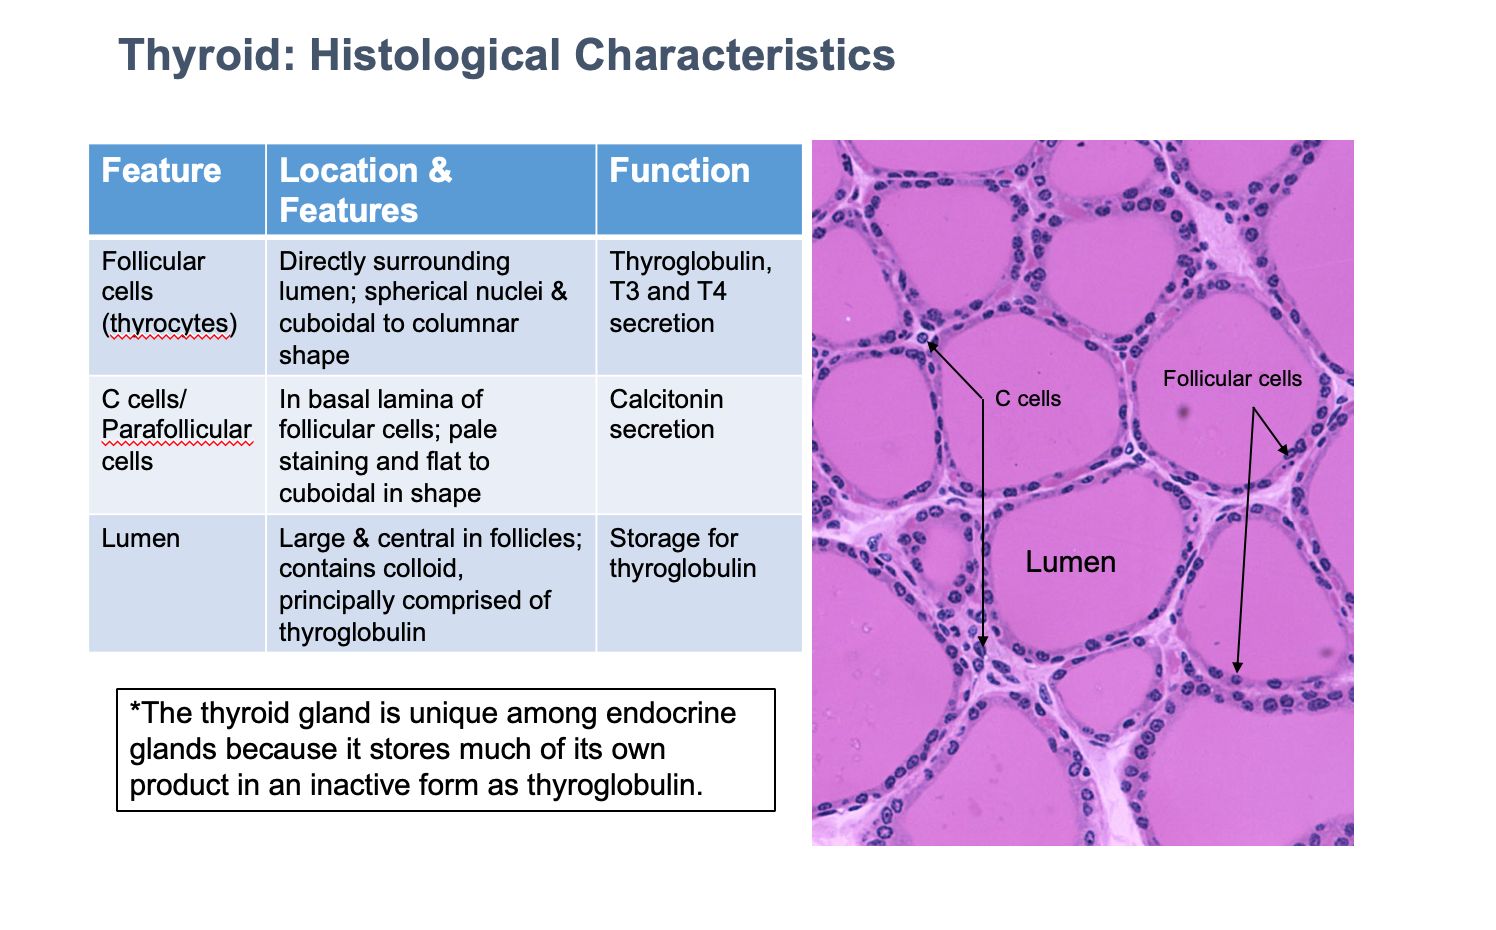 Thyroid: Histological Characteristics
Feature
Location &
Features
Function
Follicular
cells
(thyrocytes)
Directly surrounding
lumen; spherical nuclei &
cuboidal to columnar
shape
Thyroglobulin,
T3 and T4
secretion
C cells/
Parafollicular
cells
In basal lamina of
follicular cells; pale
staining and flat to
cuboidal in shape
Calcitonin
secretion
Lumen
Large & central in follicles;
contains colloid,
principally comprised of
thyroglobulin
Storage for
thyroglobulin
*The thyroid gland is unique among endocrine
glands because it stores much of its own
product in an inactive form as thyroglobulin.
Follicular cells
C cells
Lumen